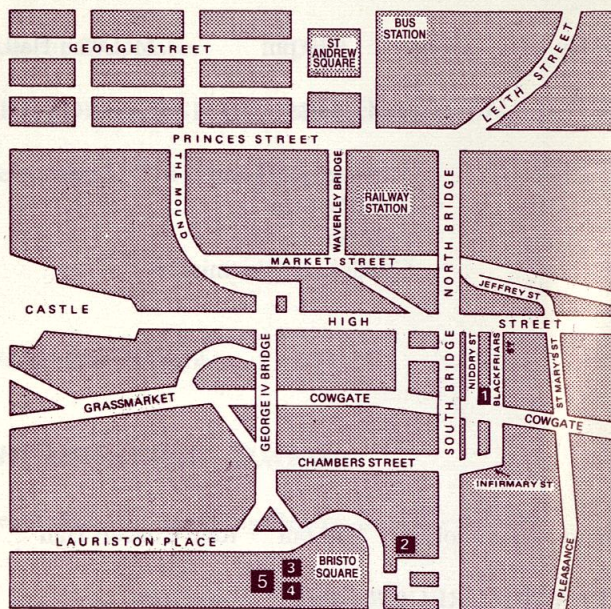 BUS
STATION
GEORGE STREET
ST
ANDREW
SQUARE
LEITH STREET
PRINCES STREET
THE MOUND
WAVERLEY BRIDGE
RAILWAY
STATION
NORTH BRIDGE
MARKET STREET
JEFFREY ST
CASTLE
HIGH STREET
GEORGE IV BRIDGE
SOUTH BRIDGE
NIDDRY ST
BLACKFRIARS
ST
ST MARY'S ST
1
GRASSMARKET
COWGATE
COWGATE
CHAMBERS STREET
INFIRMARY ST
LAURISTON PLACE
2
BRISTO
SQUARE
3
5
4
PLEASANCE